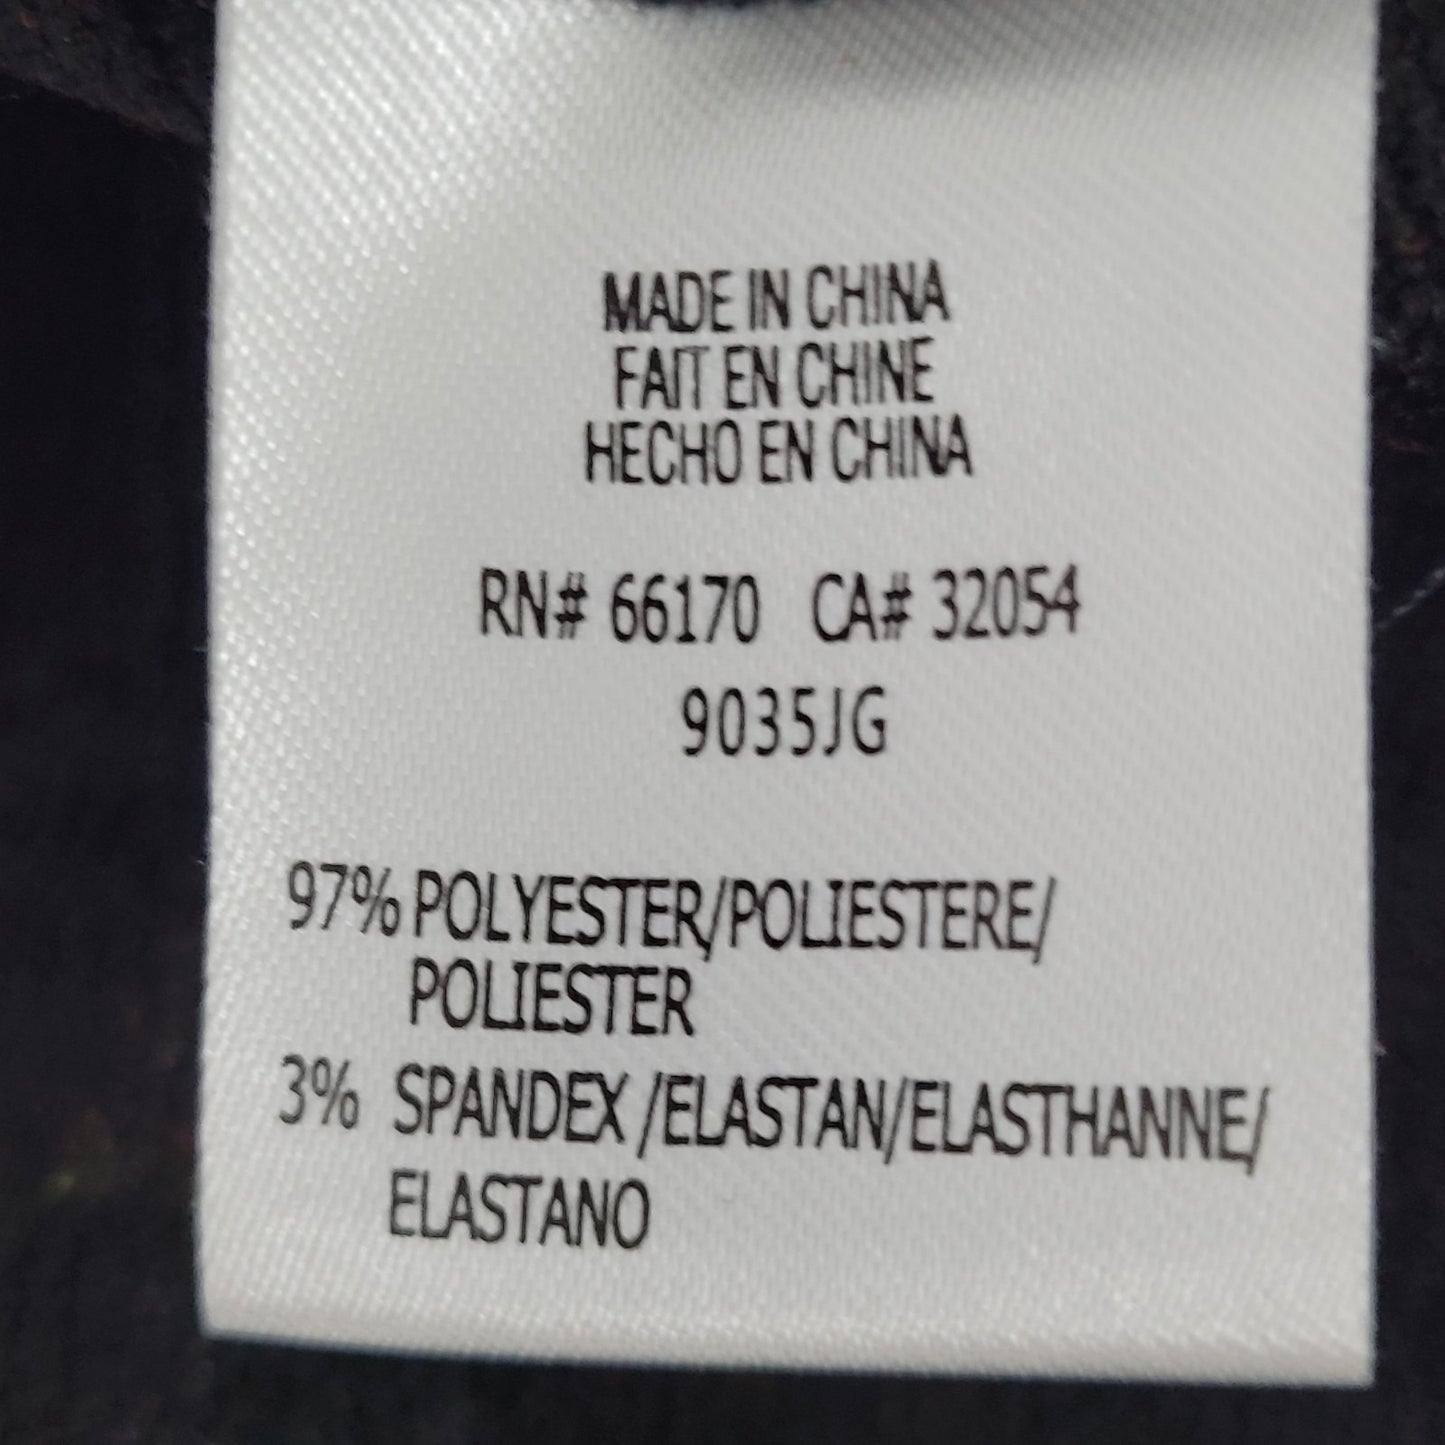 MADE IN CHINA
FAIT EN CHINE
HECHO EN CHINA
RN# 66170 CA# 32054
9035JG
97% POLYESTER/POLIESTERE/
POLIESTER
3% SPANDEX /ELASTAN/ELASTHANNE/
ELASTANO